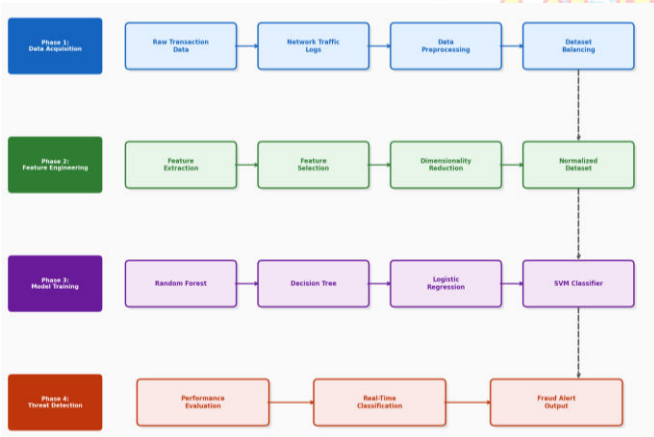 Phase 1:
Data Acquisition
Raw Transaction
Data
Network Traffic
Logs
Data
Preprocessing
Dataset
Balancing
Phase 2:
Feature Engineering
Feature
Extraction
Feature
Selection
Dimensionality
Reduction
Normalized
Dataset
Phase 3:
Model Training
Random Forest
Decision Tree
Logistic
Regression
SVM Classifier
Phase 4:
Threat Detection
Performance
Evaluation
Real-Time
Classification
Fraud Alert
Output